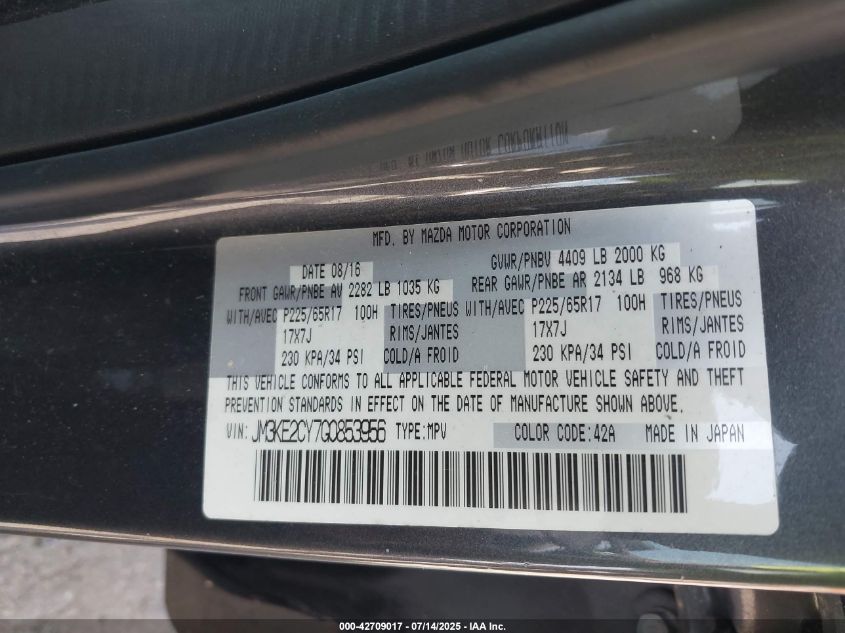 MFD. BY MAZDA MOTOR CORPORATION
DATE 08/16 GVWR/PNBV 4409 LB 2000 KG
FRONT GAWR/PNBE AV 2282 LB 1035 KG REAR GAWR/PNBE AR 2134 LB 968 KG
WITH/AVEC P225/65R17 100H TIRES/PNEUS WITH/AVEC P225/65R17 100H TIRES/PNEUS
17X7J RIMS/JANTES 17X7J RIMS/JANTES
230 KPA/34 PSI COLD/A FROID 230 KPA/34 PSI COLD/A FROID
THIS VEHICLE CONFORMS TO ALL APPLICABLE FEDERAL MOTOR VEHICLE SAFETY AND THEFT
PREVENTION STANDARDS IN EFFECT ON THE DATE OF MANUFACTURE SHOWN ABOVE.
VIN: JM3KE2CY7G0853956 TYPE:MPV COLOR CODE:42A MADE IN JAPAN
000-42709017 - 07/14/2025 - IAA Inc.